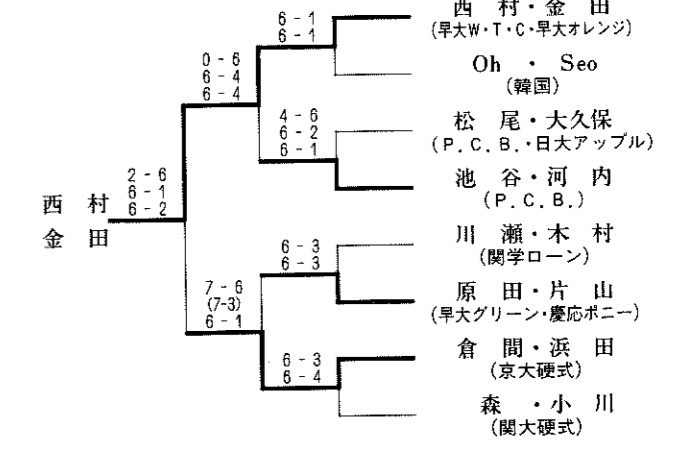 西 村・金 田
(早大W・T・C・早大オレンジ)
Oh ・ Seo
(韓国)
松 尾・大久保
(P.C.B.・日大アップル)
池 谷・河 内
(P.C.B.)
川 瀬・木 村
(関学ローン)
原 田・片 山
(早大グリーン・慶応ポニー)
倉 間・浜 田
(京大硬式)
森 ・小 川
(関大硬式)
6 - 1
6 - 1
4 - 6
6 - 2
6 - 1
6 - 3
6 - 3
6 - 3
6 - 4
0 - 6
6 - 4
6 - 4
7 - 6
(7-3)
6 - 1
2 - 6
6 - 1
6 - 2
西 村
金 田